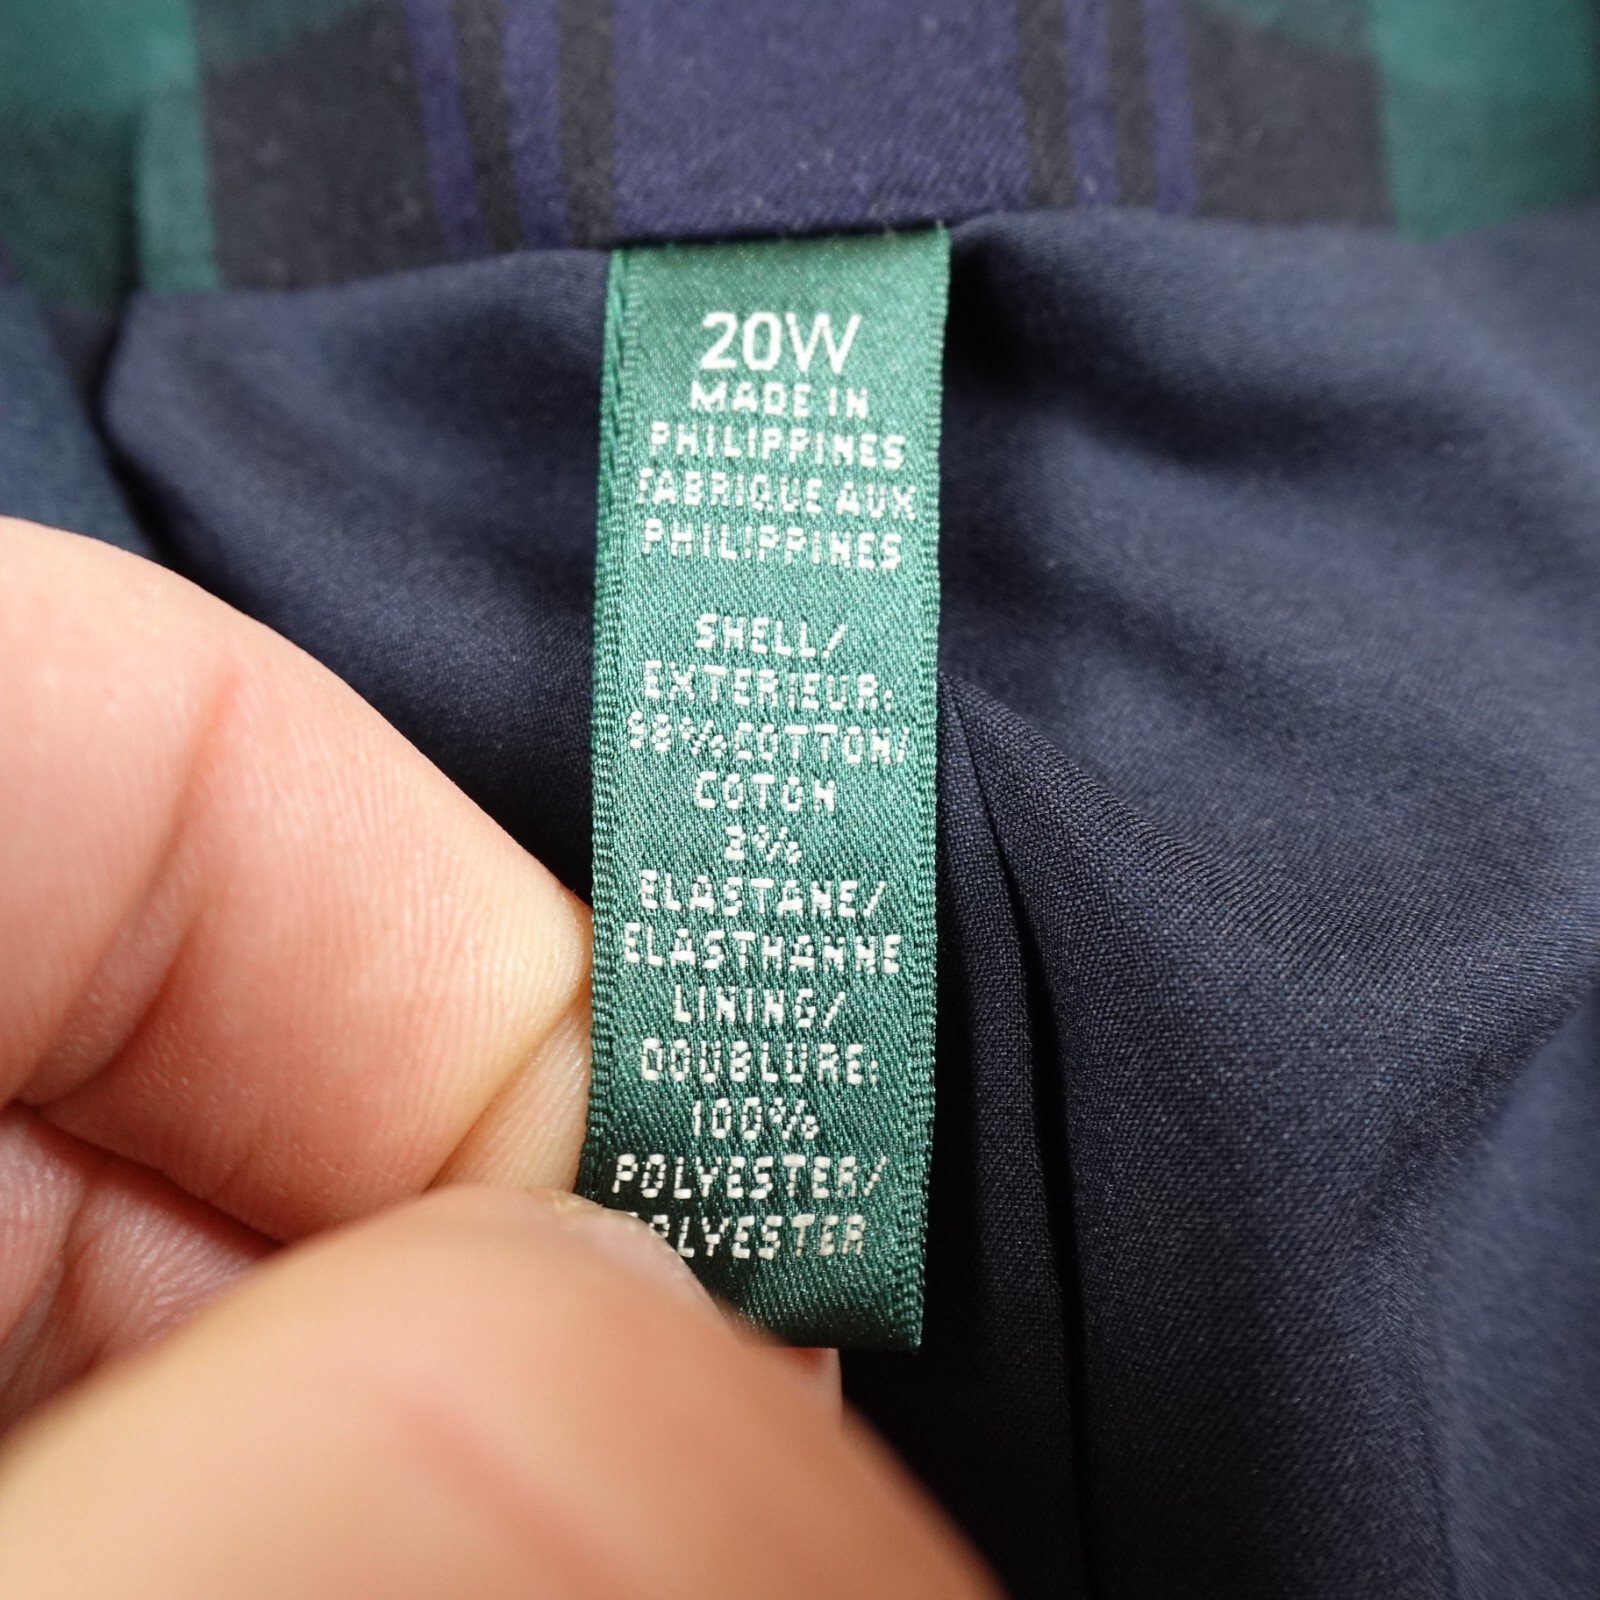 20W
MADE IN
PHILIPPINES
FABRIQUE AUX
PHILIPPINES
SHELL/
EXTERIEUR:
98% COTTON/
COTON
2%
ELASTANE/
ELASTHANNE
LINING/
DOUBLURE:
100%
POLYESTER/
POLYESTER